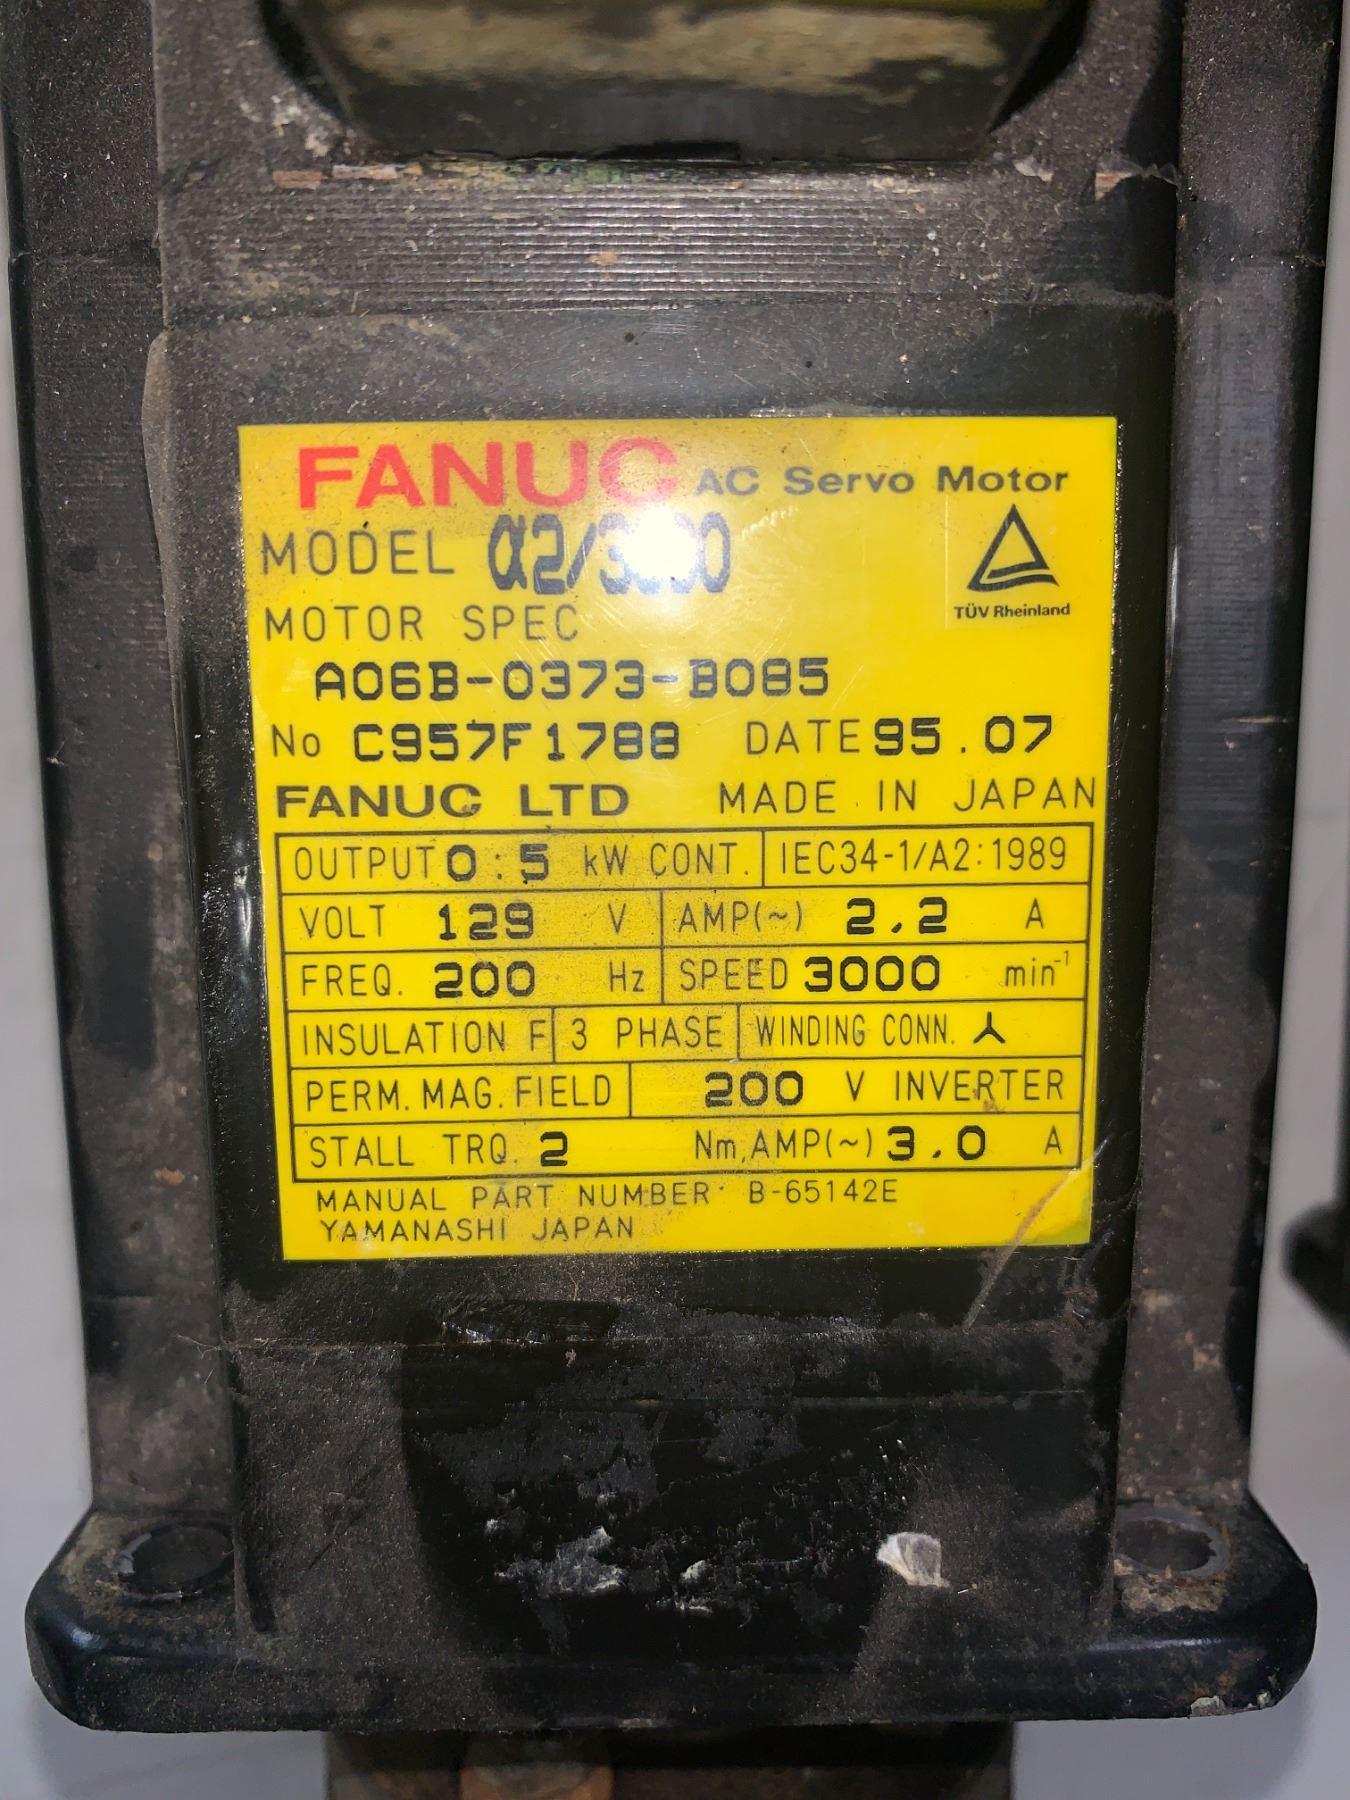 FANUC AC Servo Motor
MODEL α2/3000
TÜV Rheinland
MOTOR SPEC
A06B-0373-B085
No C957F1788 DATE 95.07
FANUC LTD MADE IN JAPAN
OUTPUT 0.5 kW CONT. IEC34-1/A2:1989
VOLT 129 V AMP(~) 2.2 A
FREQ. 200 Hz SPEED 3000 min⁻¹
INSULATION F 3 PHASE WINDING CONN.
PERM. MAG. FIELD 200 V INVERTER
STALL TRQ. 2 Nm, AMP(~) 3.0 A
MANUAL PART NUMBER B-65142E
YAMANASHI JAPAN